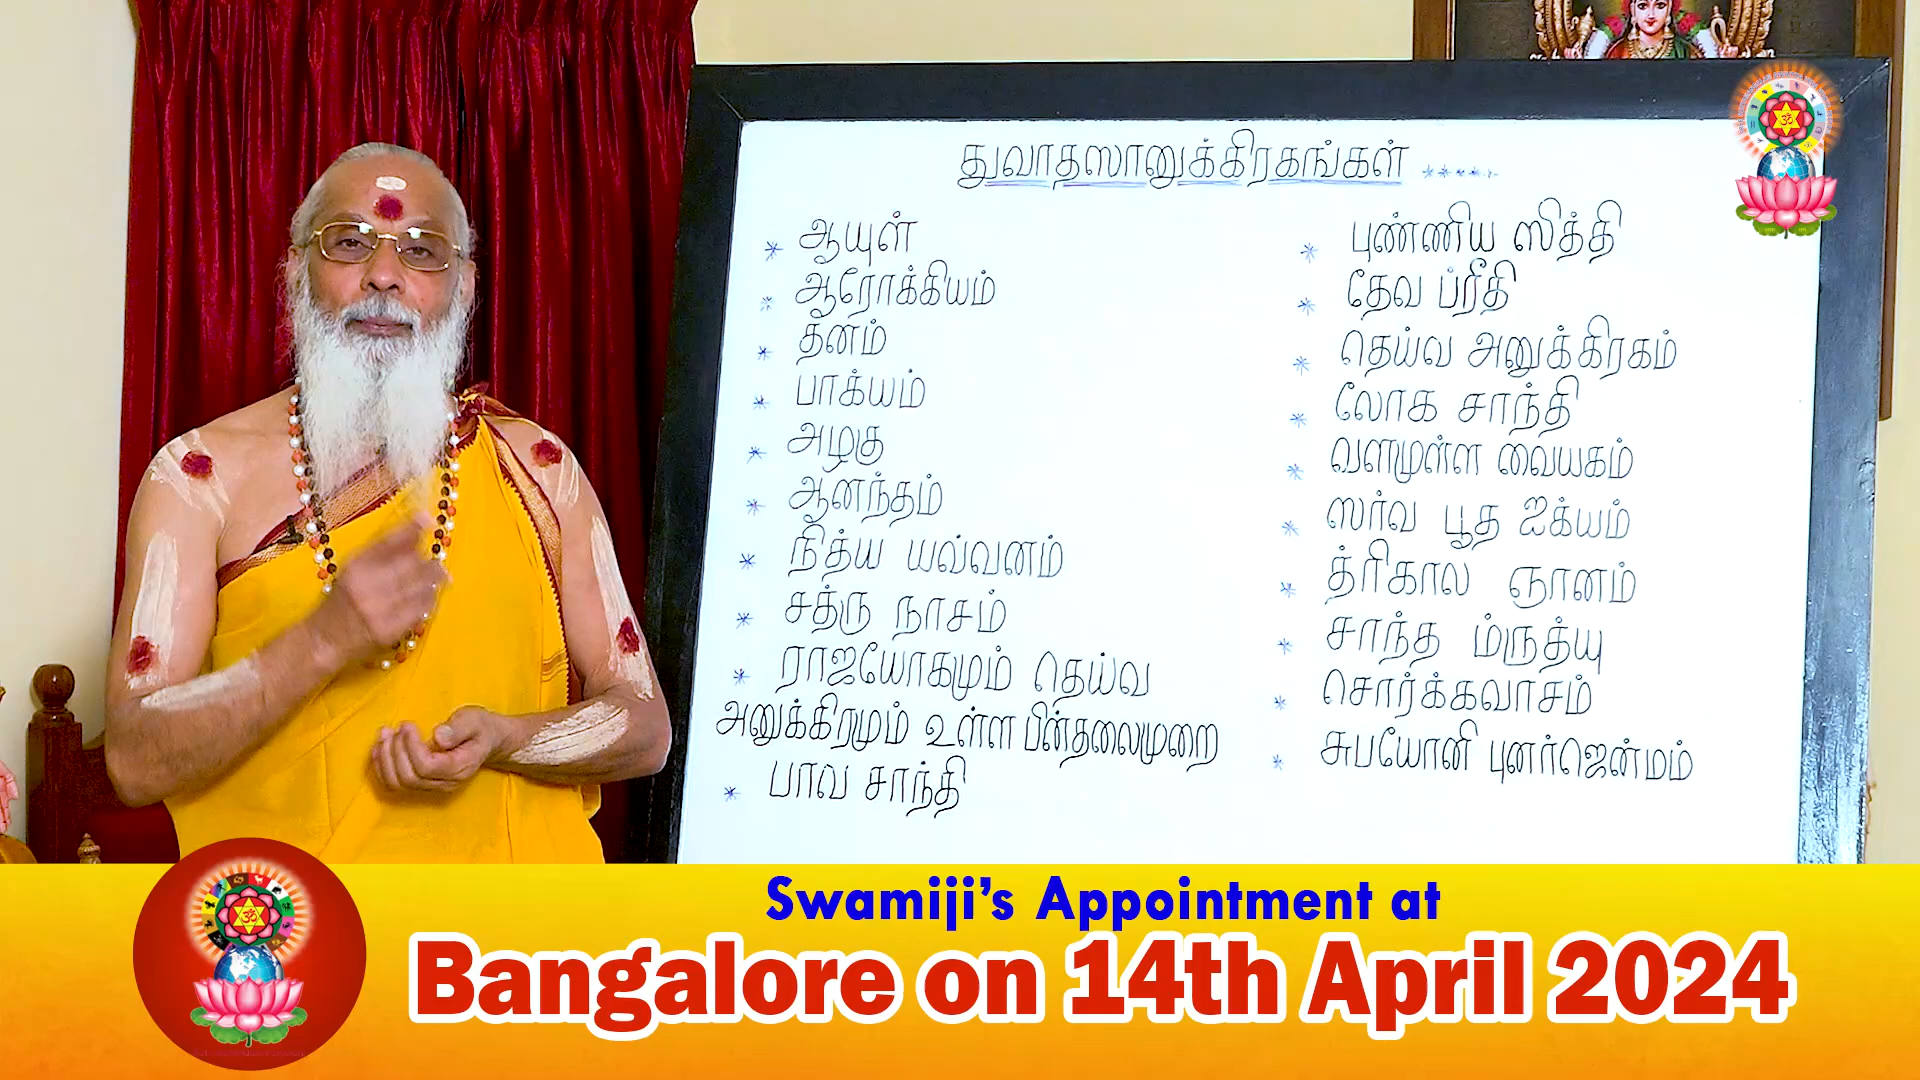 துவாதஸானுக்கிரகங்கள்
* ஆயுள்
* ஆரோக்கியம்
* தனம்
* பாக்யம்
* அழகு
* ஆனந்தம்
* நித்ய யவ்வனம்
* சத்ரு நாசம்
* ராஜயோகமும் தெய்வ
அனுக்கிரமும் உள்ள பின்தலைமுறை
* பாவ சாந்தி
* புண்ணிய ஸித்தி
* தேவ ப்ரீதி
* தெய்வ அனுக்கிரகம்
* லோக சாந்தி
* வளமுள்ள வையகம்
* ஸர்வ பூத ஐக்யம்
* த்ரிகால ஞானம்
* சாந்த ம்ருத்யு
* சொர்க்கவாசம்
* சுபயோனி புனர்ஜென்மம்
Swamiji's Appointment at
Bangalore on 14th April 2024